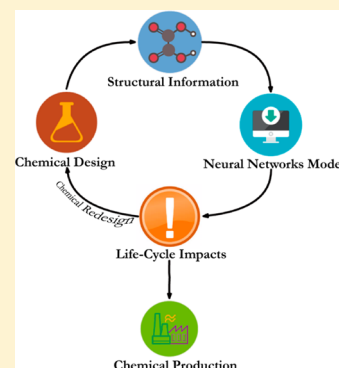 Structural Information
Chemical Design
Neural Networks Mode
Chemical Redesign
Life-Cycle Impacts
Chemical Production